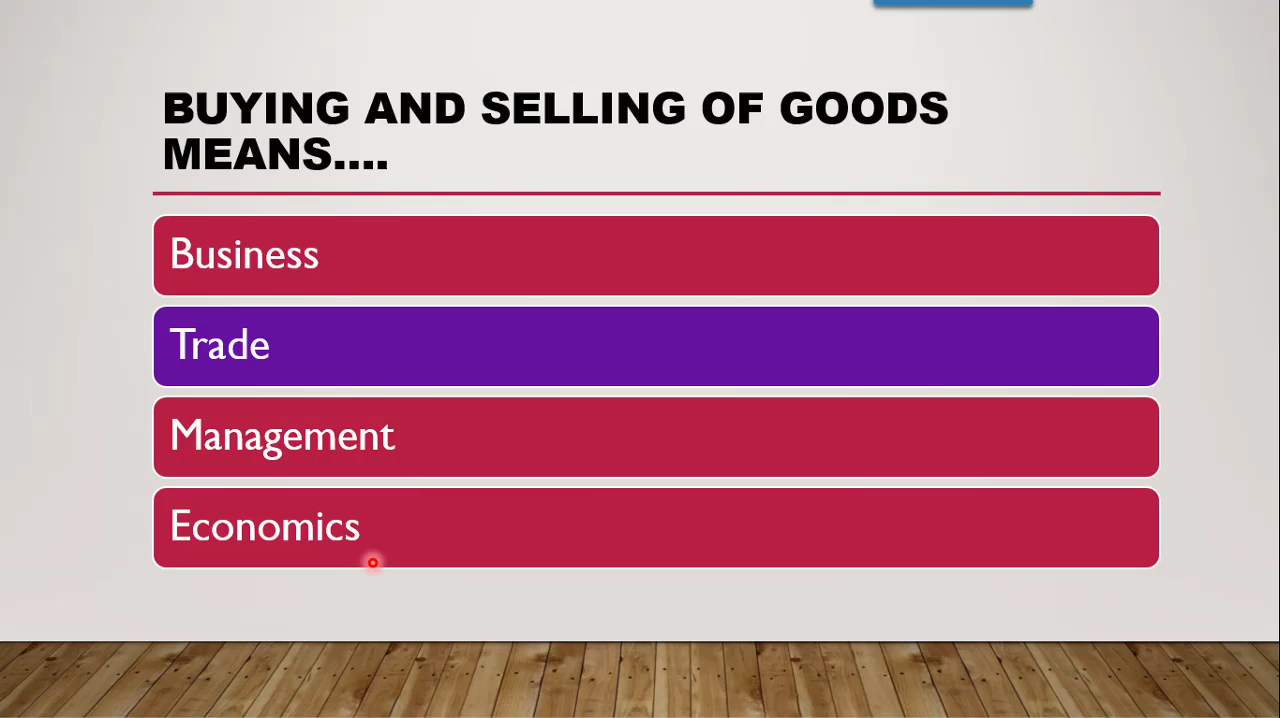 BUYING AND SELLING OF GOODS
MEANS....
Business
Trade
Management
Economics